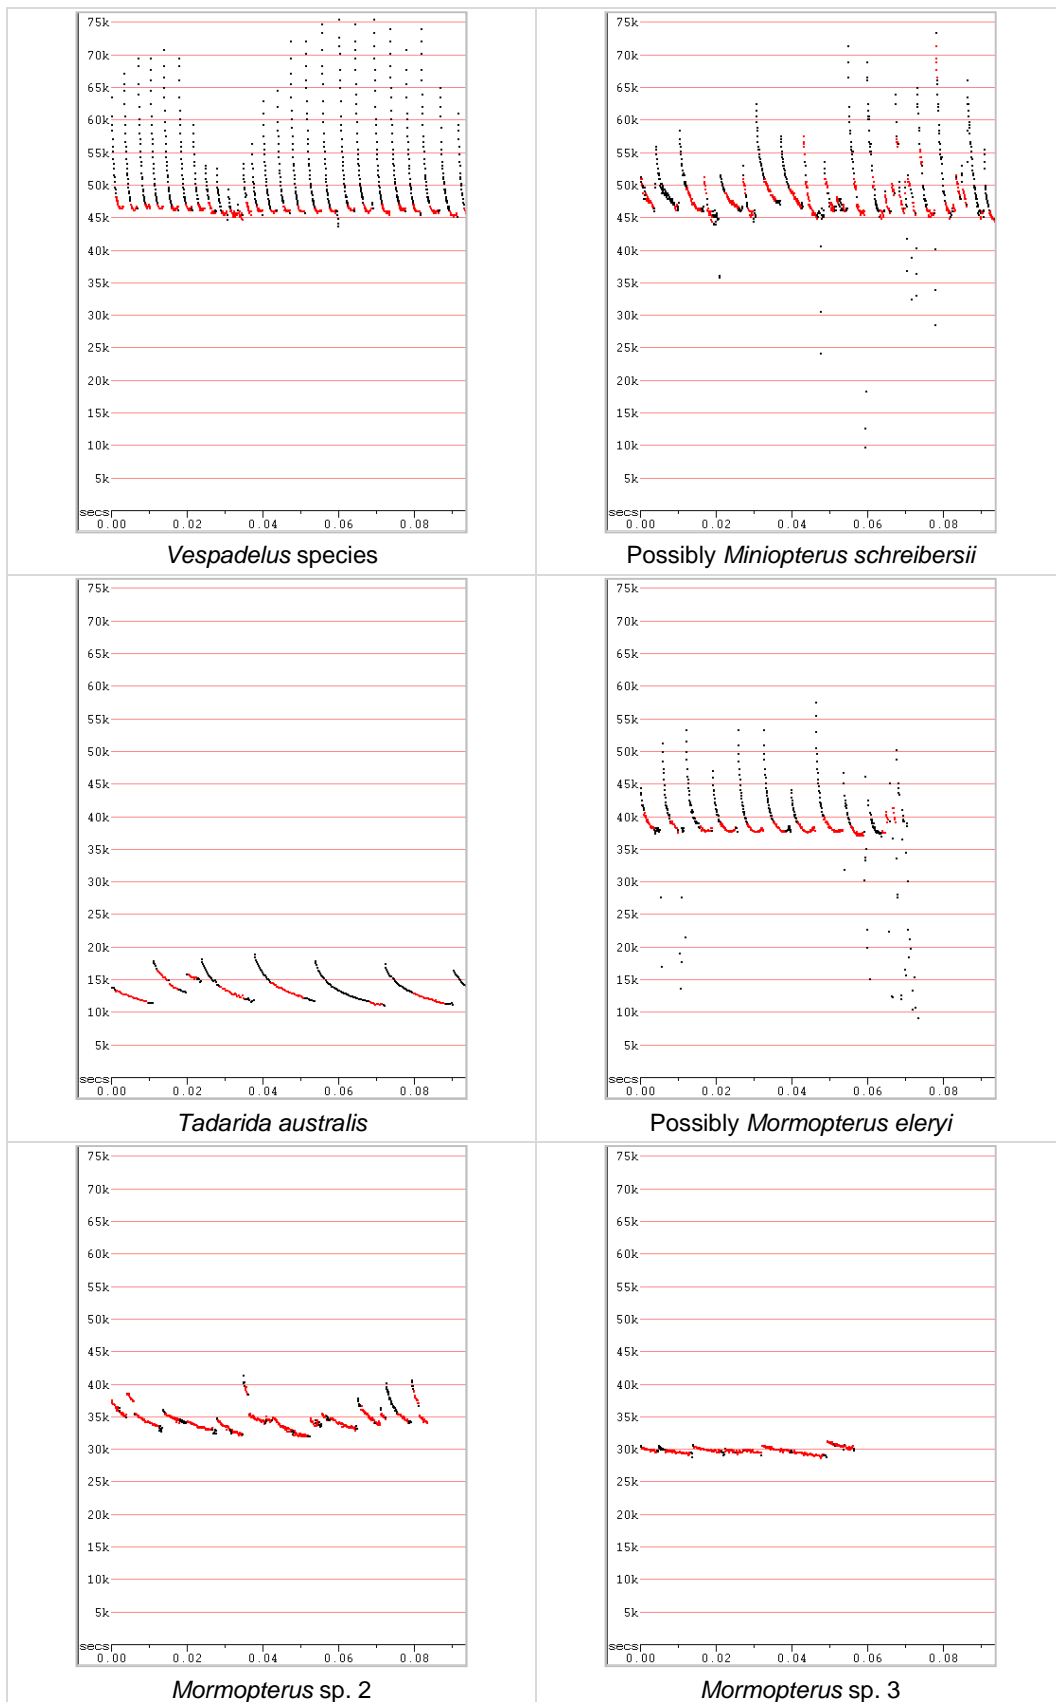 75k
70k
65k
60k
55k
50k
45k
40k
35k
30k
25k
20k
15k
10k
5k
secs
0.00 0.02 0.04 0.06 0.08
Vespadelus species
75k
70k
65k
60k
55k
50k
45k
40k
35k
30k
25k
20k
15k
10k
5k
secs
0.00 0.02 0.04 0.06 0.08
Possibly Miniopterus schreibersii
75k
70k
65k
60k
55k
50k
45k
40k
35k
30k
25k
20k
15k
10k
5k
secs
0.00 0.02 0.04 0.06 0.08
Tadarida australis
75k
70k
65k
60k
55k
50k
45k
40k
35k
30k
25k
20k
15k
10k
5k
secs
0.00 0.02 0.04 0.06 0.08
Possibly Mormopterus eleryi
75k
70k
65k
60k
55k
50k
45k
40k
35k
30k
25k
20k
15k
10k
5k
secs
0.00 0.02 0.04 0.06 0.08
Mormopterus sp. 2
75k
70k
65k
60k
55k
50k
45k
40k
35k
30k
25k
20k
15k
10k
5k
secs
0.00 0.02 0.04 0.06 0.08
Mormopterus sp. 3